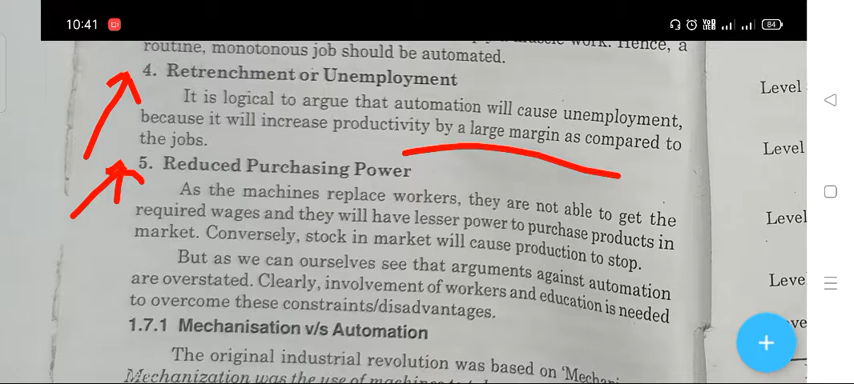 10:41
84
routine, monotonous job should be automated.
4. Retrenchment or Unemployment
It is logical to argue that automation will cause unemployment,
because it will increase productivity by a large margin as compared to
the jobs.
5. Reduced Purchasing Power
As the machines replace workers, they are not able to get the
required wages and they will have lesser power to purchase products in
market. Conversely, stock in market will cause production to stop.
But as we can ourselves see that arguments against automation
are overstated. Clearly, involvement of workers and education is needed
to overcome these constraints/disadvantages.
1.7.1 Mechanisation v/s Automation
The original industrial revolution was based on
Mechanization was the use of
Level
Level
Level